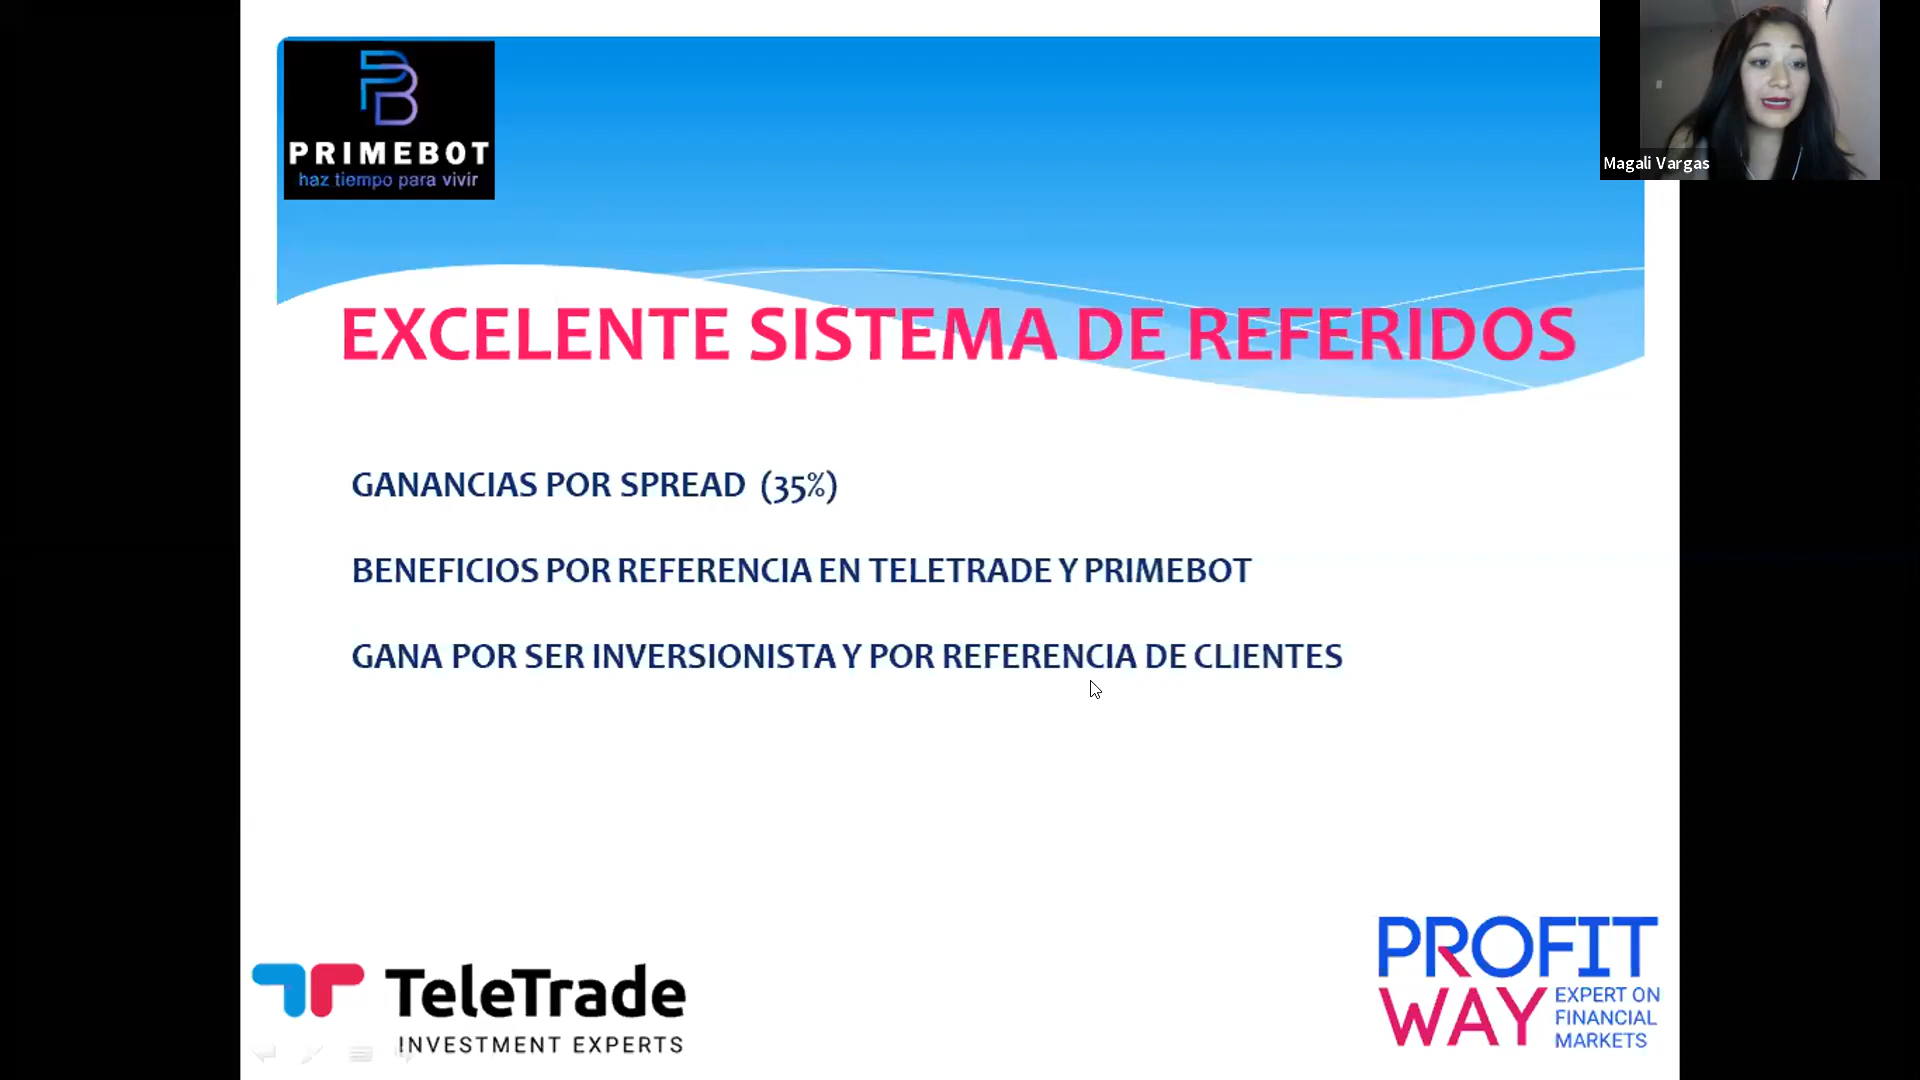 PRIMEBOT
haz tiempo para vivir
Magali Vargas
EXCELENTE SISTEMA DE REFERIDOS
GANANCIAS POR SPREAD (35%)
BENEFICIOS POR REFERENCIA EN TELETRADE Y PRIMEBOT
GANA POR SER INVERSIONISTA Y POR REFERENCIA DE CLIENTES
TeleTrade
INVESTMENT EXPERTS
PROFIT
WAY
EXPERT ON
FINANCIAL
MARKETS